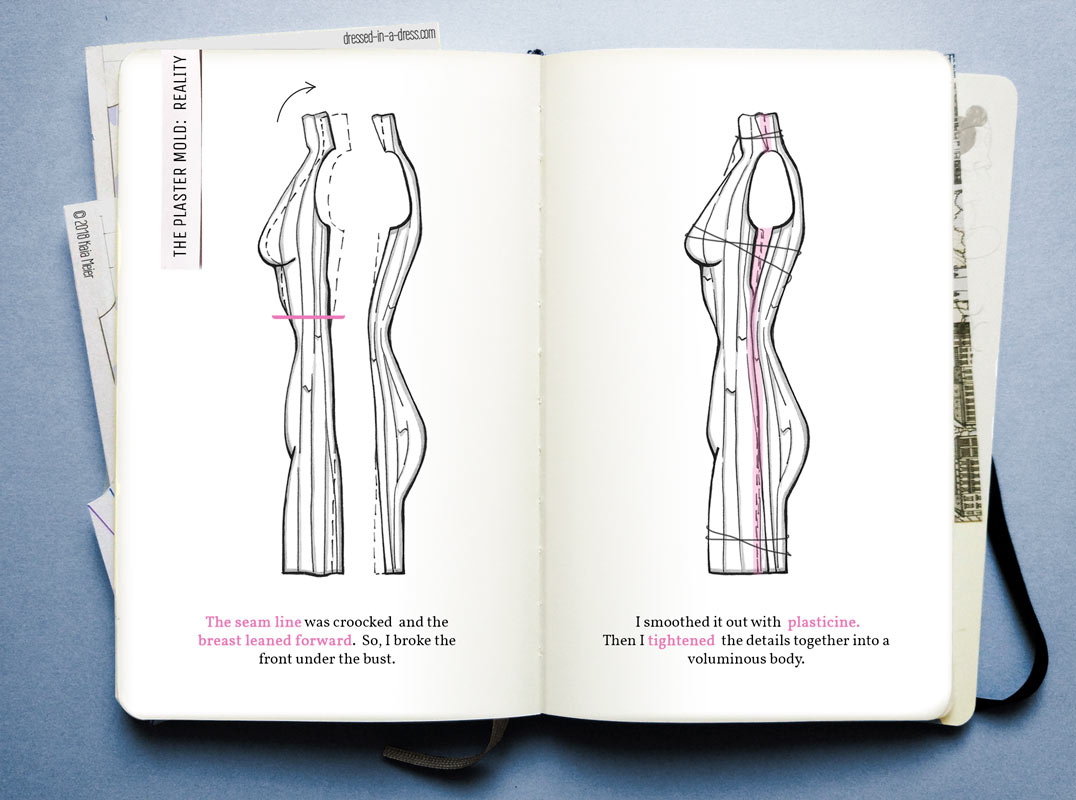 dressed-in-a-dress.com
© 2018 Kaja Meier
THE PLASTER MOLD: REALITY
The seam line was croocked and the
breast leaned forward. So, I broke the
front under the bust.
I smoothed it out with plasticine.
Then I tightened the details together into a
voluminous body.